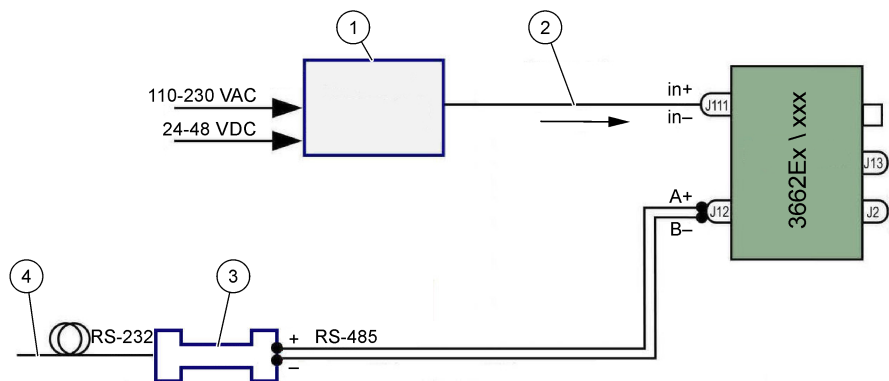 1
2
110-230 VAC
24-48 VDC
in+
in–
J111
3662Ex \ xxx
J13
A+
J12
B–
J2
4
3
RS-232
+
RS-485
–